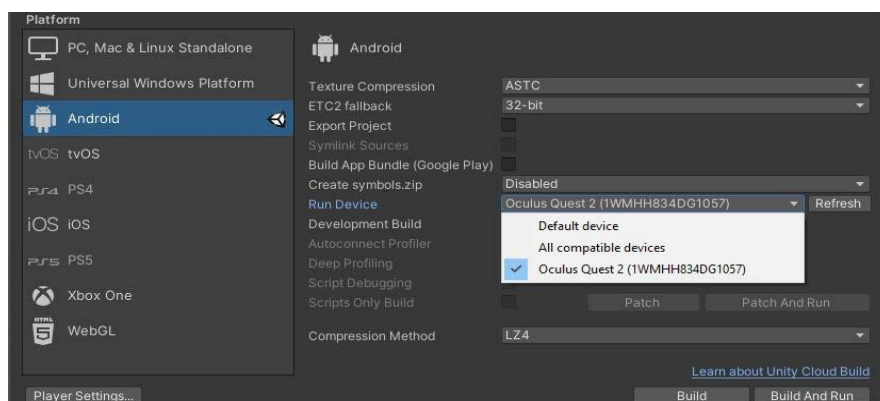 Platform
PC, Mac & Linux Standalone
Universal Windows Platform
Android
tvOS tvOS
PS4 PS4
iOS iOS
PS5 PS5
Xbox One
HTML
5 WebGL
Player Settings...
Android
Texture Compression ASTC
ETC2 fallback 32-bit
Export Project
Symlink Sources
Build App Bundle (Google Play)
Create symbols.zip Disabled
Run Device Oculus Quest 2 (1WMHH834DG1057) Refresh
Default device
All compatible devices
Oculus Quest 2 (1WMHH834DG1057)
Development Build
Autoconnect Profiler
Deep Profiling
Script Debugging
Scripts Only Build Patch Patch And Run
Compression Method LZ4
Learn about Unity Cloud Build
Build Build And Run